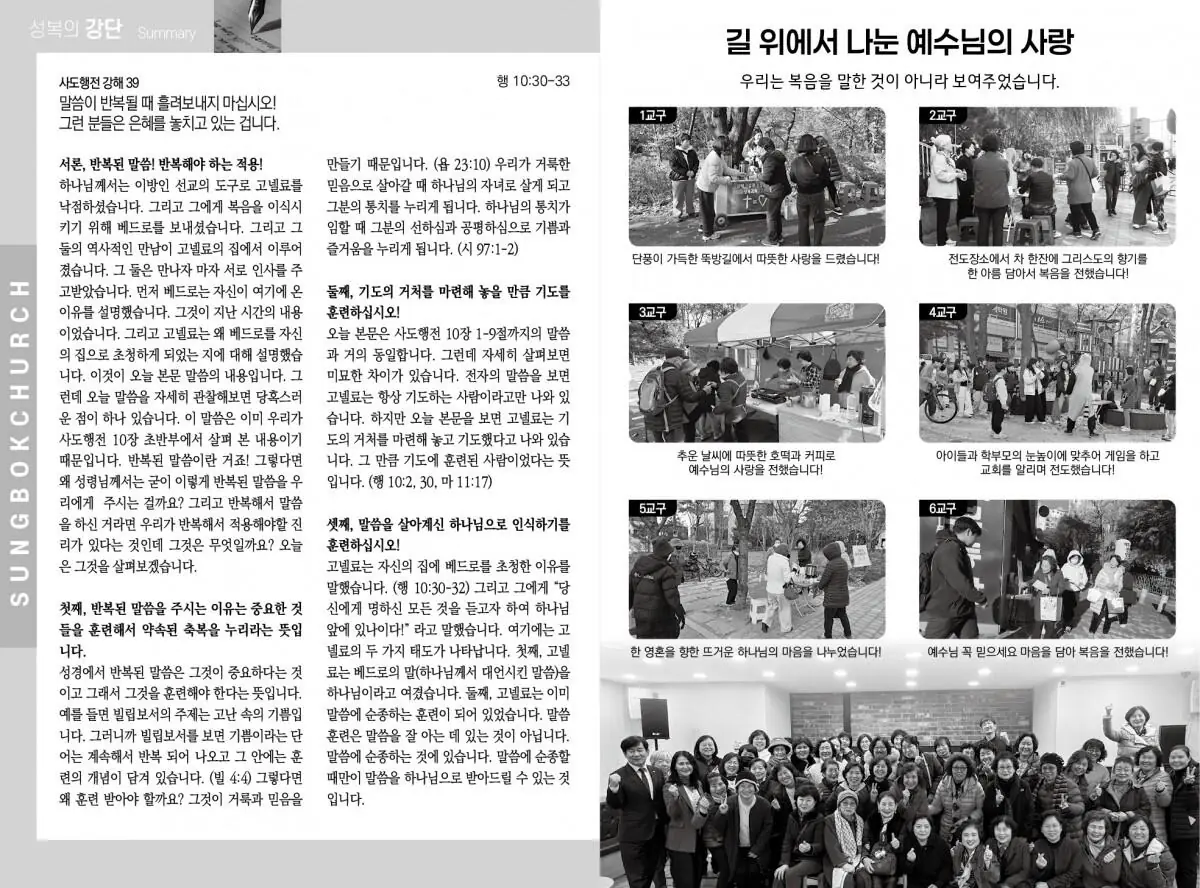 성복의 강단 Summary
SUNGBOKCHURCH
사도행전 강해 39
행 10:30-33
말씀이 반복될 때 흘려보내지 마십시오!
그런 분들은 은혜를 놓치고 있는 겁니다.
서론, 반복된 말씀! 반복해야 하는 적용!
하나님께서는 이방인 선교의 도구로 고넬료를
낙점하셨습니다. 그리고 그에게 복음을 이식시
키기 위해 베드로를 보내셨습니다. 그리고 그
둘의 역사적인 만남이 고넬료의 집에서 이루어
졌습니다. 그 둘은 만나자 마자 서로 인사를 주
고받았습니다. 먼저 베드로는 자신이 여기에 온
이유를 설명했습니다. 그것이 지난 시간의 내용
이었습니다. 그리고 고넬료는 왜 베드로를 자신
의 집으로 초청하게 되었는 지에 대해 설명했습
니다. 이것이 오늘 본문 말씀의 내용입니다. 그
런데 오늘 말씀을 자세히 관찰해보면 당혹스러
운 점이 하나 있습니다. 이 말씀은 이미 우리가
사도행전 10장 초반부에서 살펴 본 내용이기
때문입니다. 반복된 말씀이란 거죠! 그렇다면
왜 성령님께서는 굳이 이렇게 반복된 말씀을 우
리에게 주시는 걸까요? 그리고 반복해서 말씀
을 하신 거라면 우리가 반복해서 적용해야할 진
리가 있다는 것인데 그것은 무엇일까요? 오늘
은 그것을 살펴보겠습니다.
첫째, 반복된 말씀을 주시는 이유는 중요한 것
들을 훈련해서 약속된 축복을 누리라는 뜻입
니다.
성경에서 반복된 말씀은 그것이 중요하다는 것
이고 그래서 그것을 훈련해야 한다는 뜻입니다.
예를 들면 빌립보서의 주제는 고난 속의 기쁨입
니다. 그러니까 빌립보서를 보면 기쁨이라는 단
어는 계속해서 반복 되어 나오고 그 안에는 훈
련의 개념이 담겨 있습니다. (빌 4:4) 그렇다면
왜 훈련 받아야 할까요? 그것이 거룩과 믿음을
만들기 때문입니다. (욥 23:10) 우리가 거룩한
믿음으로 살아갈 때 하나님의 자녀로 살게 되고
그분의 통치를 누리게 됩니다. 하나님의 통치가
임할 때 그분의 선하심과 공평하심으로 기쁨과
즐거움을 누리게 됩니다. (시 97:1-2)
둘째, 기도의 거처를 마련해 놓을 만큼 기도를
훈련하십시오!
오늘 본문은 사도행전 10장 1-9절까지의 말씀
과 거의 동일합니다. 그런데 자세히 살펴보면
미묘한 차이가 있습니다. 전자의 말씀을 보면
고넬료는 항상 기도하는 사람이라고만 나와 있
습니다. 하지만 오늘 본문을 보면 고넬료는 기
도의 거처를 마련해 놓고 기도했다고 나와 있습
니다. 그 만큼 기도에 훈련된 사람이었다는 뜻
입니다. (행 10:2, 30, 마 11:17)
셋째, 말씀을 살아계신 하나님으로 인식하기를
훈련하십시오!
고넬료는 자신의 집에 베드로를 초청한 이유를
말했습니다. (행 10:30-32) 그리고 그에게 “당
신에게 명하신 모든 것을 듣고자 하여 하나님
앞에 있나이다!” 라고 말했습니다. 여기에는 고
넬료의 두 가지 태도가 나타납니다. 첫째, 고넬
료는 베드로의 말(하나님께서 대언시킨 말씀)을
하나님이라고 여겼습니다. 둘째, 고넬료는 이미
말씀에 순종하는 훈련이 되어 있었습니다. 말씀
훈련은 말씀을 잘 아는 데 있는 것이 아닙니다.
말씀에 순종하는 것에 있습니다. 말씀에 순종할
때만이 말씀을 하나님으로 받아드릴 수 있는 것
입니다.
길 위에서 나눈 예수님의 사랑
우리는 복음을 말한 것이 아니라 보여주었습니다.
1교구
단풍이 가득한 뚝방길에서 따뜻한 사랑을 드렸습니다!
2교구
전도장소에서 차 한잔에 그리스도의 향기를
한 아름 담아서 복음을 전했습니다!
3교구
추운 날씨에 따뜻한 호떡과 커피로
예수님의 사랑을 전했습니다!
4교구
아이들과 학부모의 눈높이에 맞추어 게임을 하고
교회를 알리며 전도했습니다!
5교구
한 영혼을 향한 뜨거운 하나님의 마음을 나누었습니다!
6교구
예수님 꼭 믿으세요 마음을 담아 복음을 전했습니다!